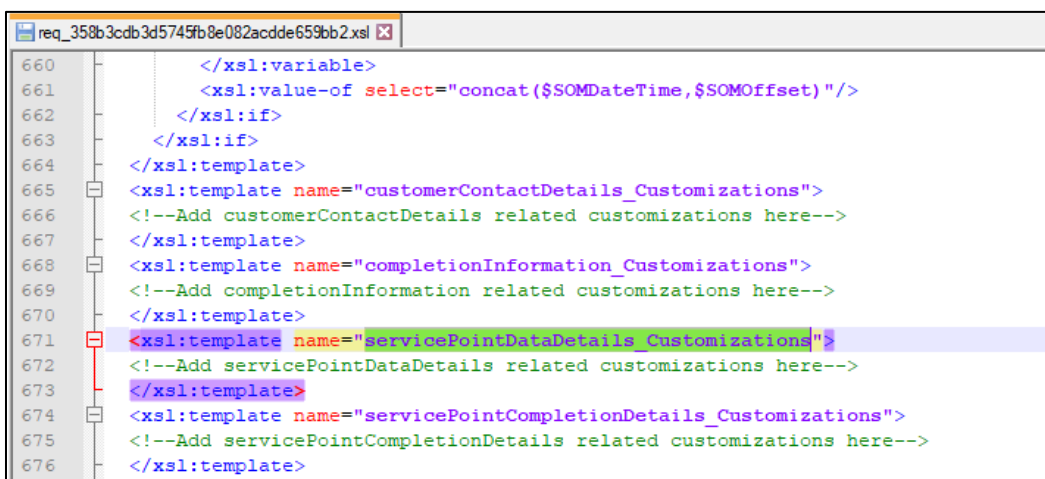 req_358b3cdb3d5745fb8e082acdde659bb2.xsl
660 </xsl:variable>
661 <xsl:value-of select="concat($SOMDateTime,$SOMOffset)"/>
662 </xsl:if>
663 </xsl:if>
664 </xsl:template>
665 <xsl:template name="customerContactDetails_Customizations">
666 <!--Add customerContactDetails related customizations here-->
667 </xsl:template>
668 <xsl:template name="completionInformation_Customizations">
669 <!--Add completionInformation related customizations here-->
670 </xsl:template>
671 <xsl:template name="servicePointDataDetails_Customizations">
672 <!--Add servicePointDataDetails related customizations here-->
673 </xsl:template>
674 <xsl:template name="servicePointCompletionDetails_Customizations">
675 <!--Add servicePointCompletionDetails related customizations here-->
676 </xsl:template>